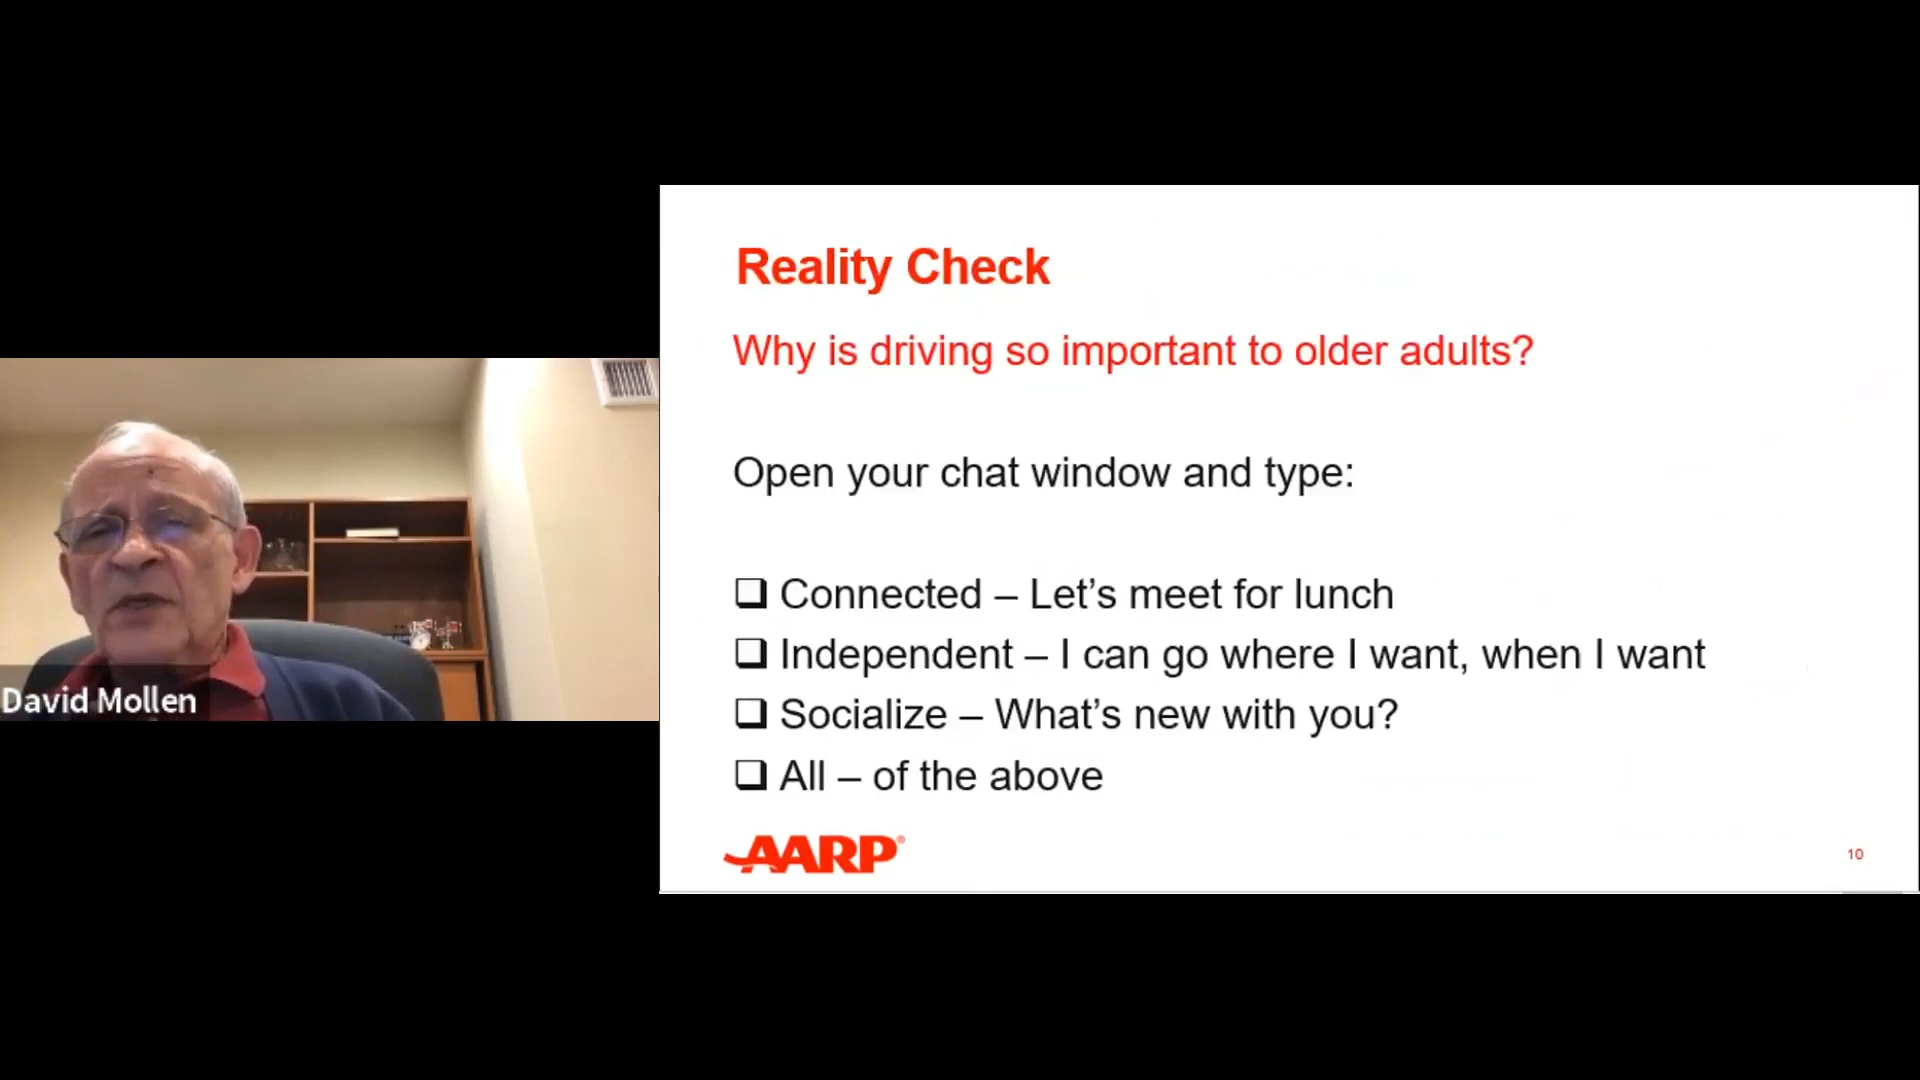 Reality Check
Why is driving so important to older adults?
Open your chat window and type:
❑ Connected – Let’s meet for lunch
❑ Independent – I can go where I want, when I want
❑ Socialize – What’s new with you?
❑ All – of the above
AARP®
10
David Mollen